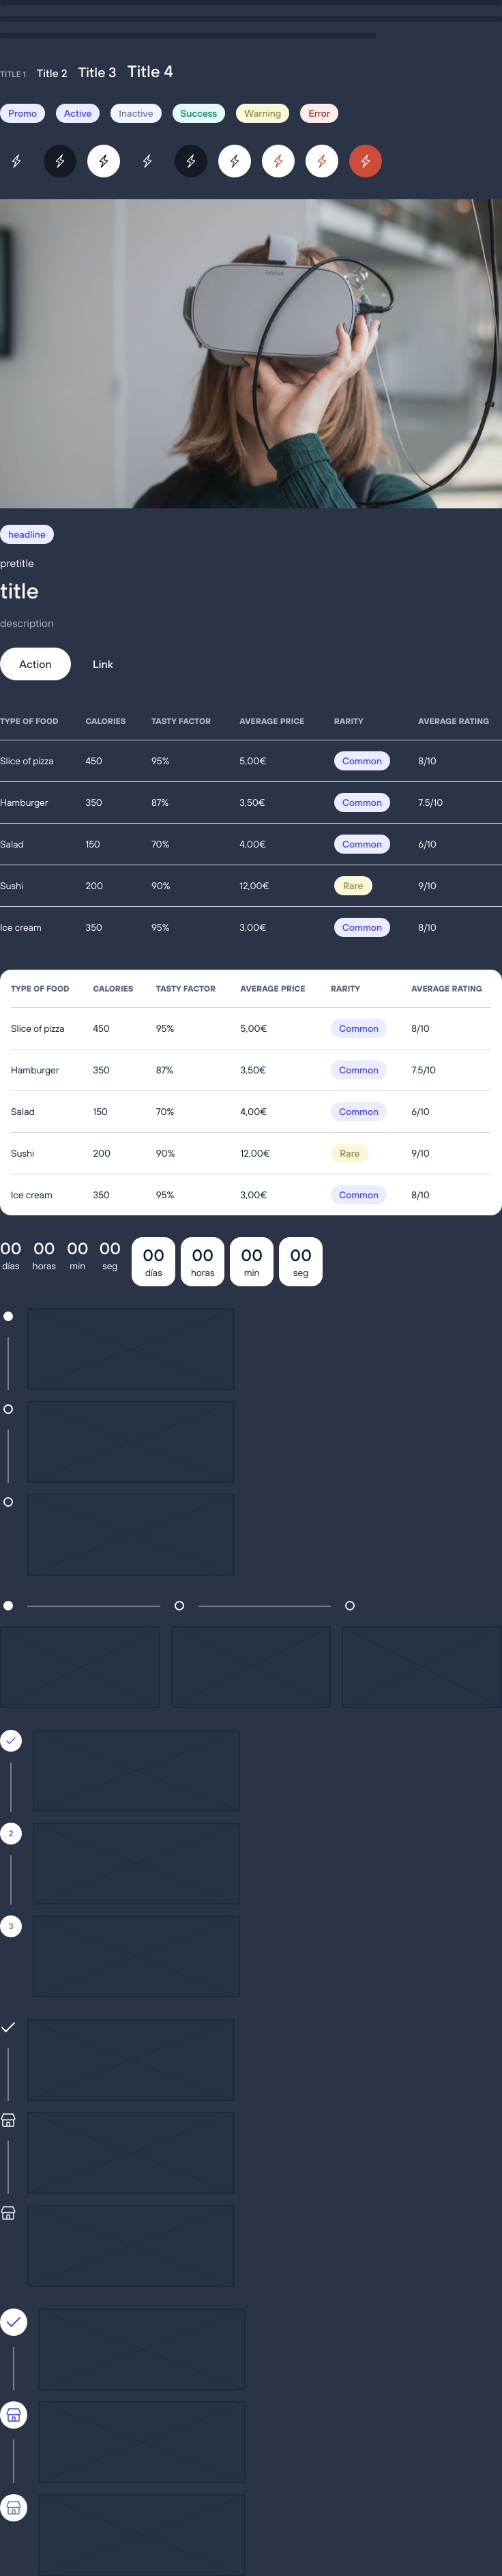 TITLE 1 Title 2 Title 3 Title 4
Promo Active Inactive Success Warning Error
oculus
headline
pretitle
title
description
Action Link
TYPE OF FOOD CALORIES TASTY FACTOR AVERAGE PRICE RARITY AVERAGE RATING
Slice of pizza 450 95% 5,00€ Common 8/10
Hamburger 350 87% 3,50€ Common 7.5/10
Salad 150 70% 4,00€ Common 6/10
Sushi 200 90% 12,00€ Rare 9/10
Ice cream 350 95% 3,00€ Common 8/10
TYPE OF FOOD CALORIES TASTY FACTOR AVERAGE PRICE RARITY AVERAGE RATING
Slice of pizza 450 95% 5,00€ Common 8/10
Hamburger 350 87% 3,50€ Common 7.5/10
Salad 150 70% 4,00€ Common 6/10
Sushi 200 90% 12,00€ Rare 9/10
Ice cream 350 95% 3,00€ Common 8/10
00 00 00 00 00 00 00 00
días horas min seg días horas min seg
2
3